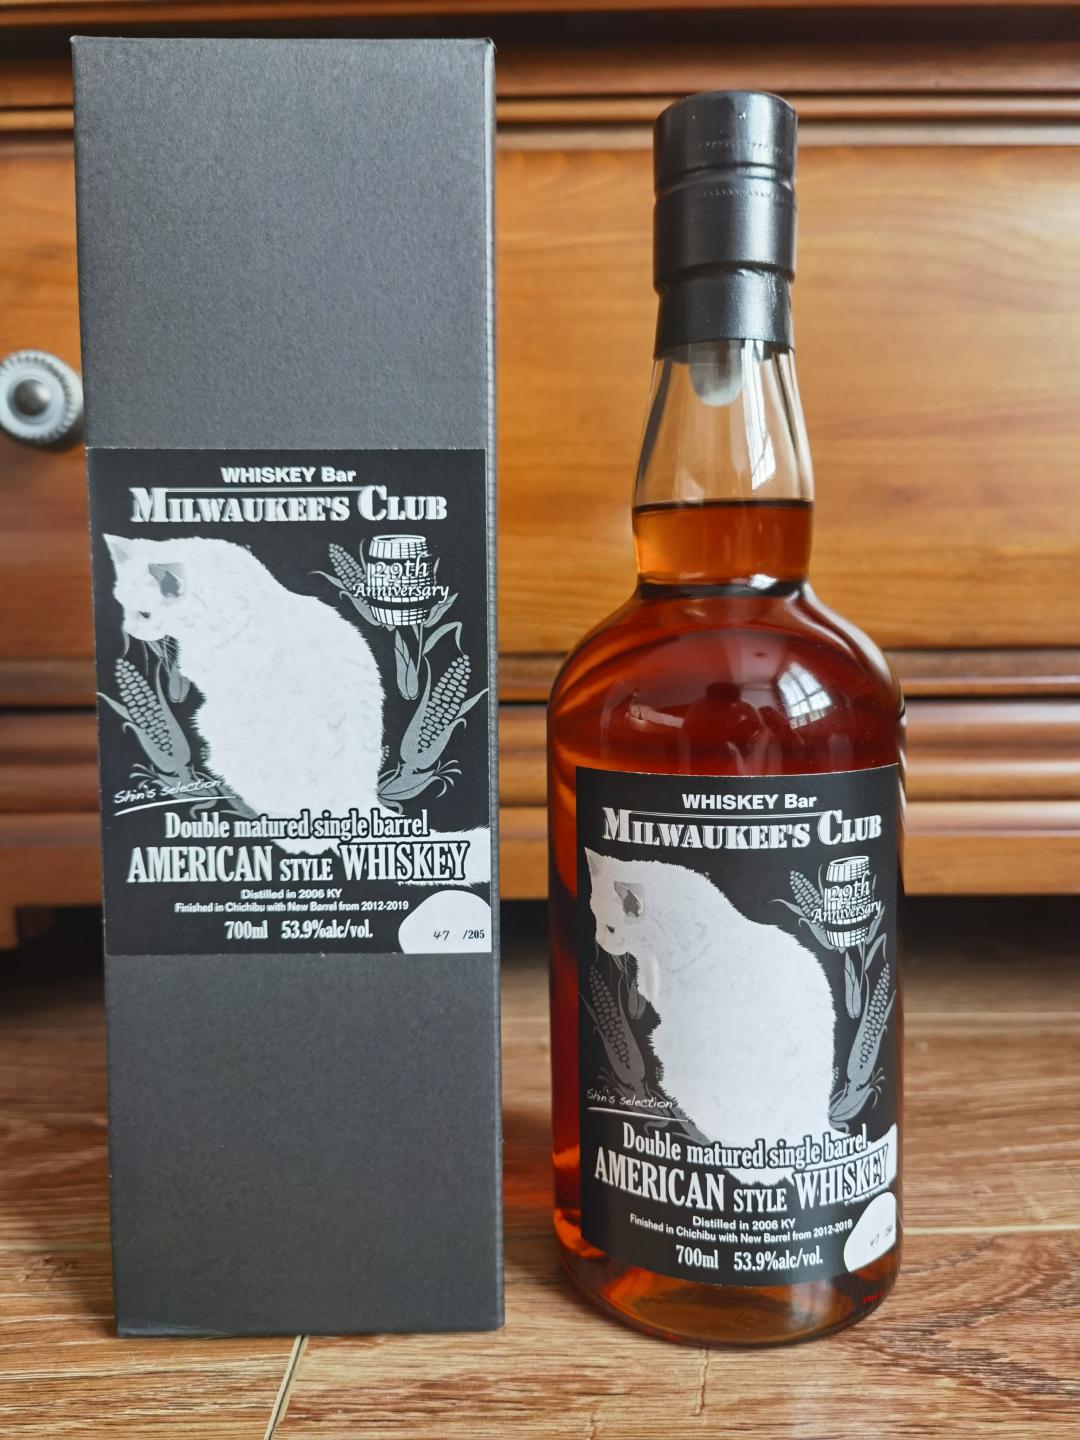 WHISKEY Bar
MILWAUKEE'S CLUB
29th
Anniversary
Shin's selection
Double matured single barrel
AMERICAN STYLE WHISKEY
Distilled in 2006 KY
Finished in Chichibu with New Barrel from 2012-2019
700ml 53.9%alc/vol.
47 /205
WHISKEY Bar
MILWAUKEE'S CLUB
29th
Anniversary
Shin's selection
Double matured single barrel
AMERICAN STYLE WHISKEY
Distilled in 2006 KY
Finished in Chichibu with New Barrel from 2012-2019
700ml 53.9%alc/vol.
47